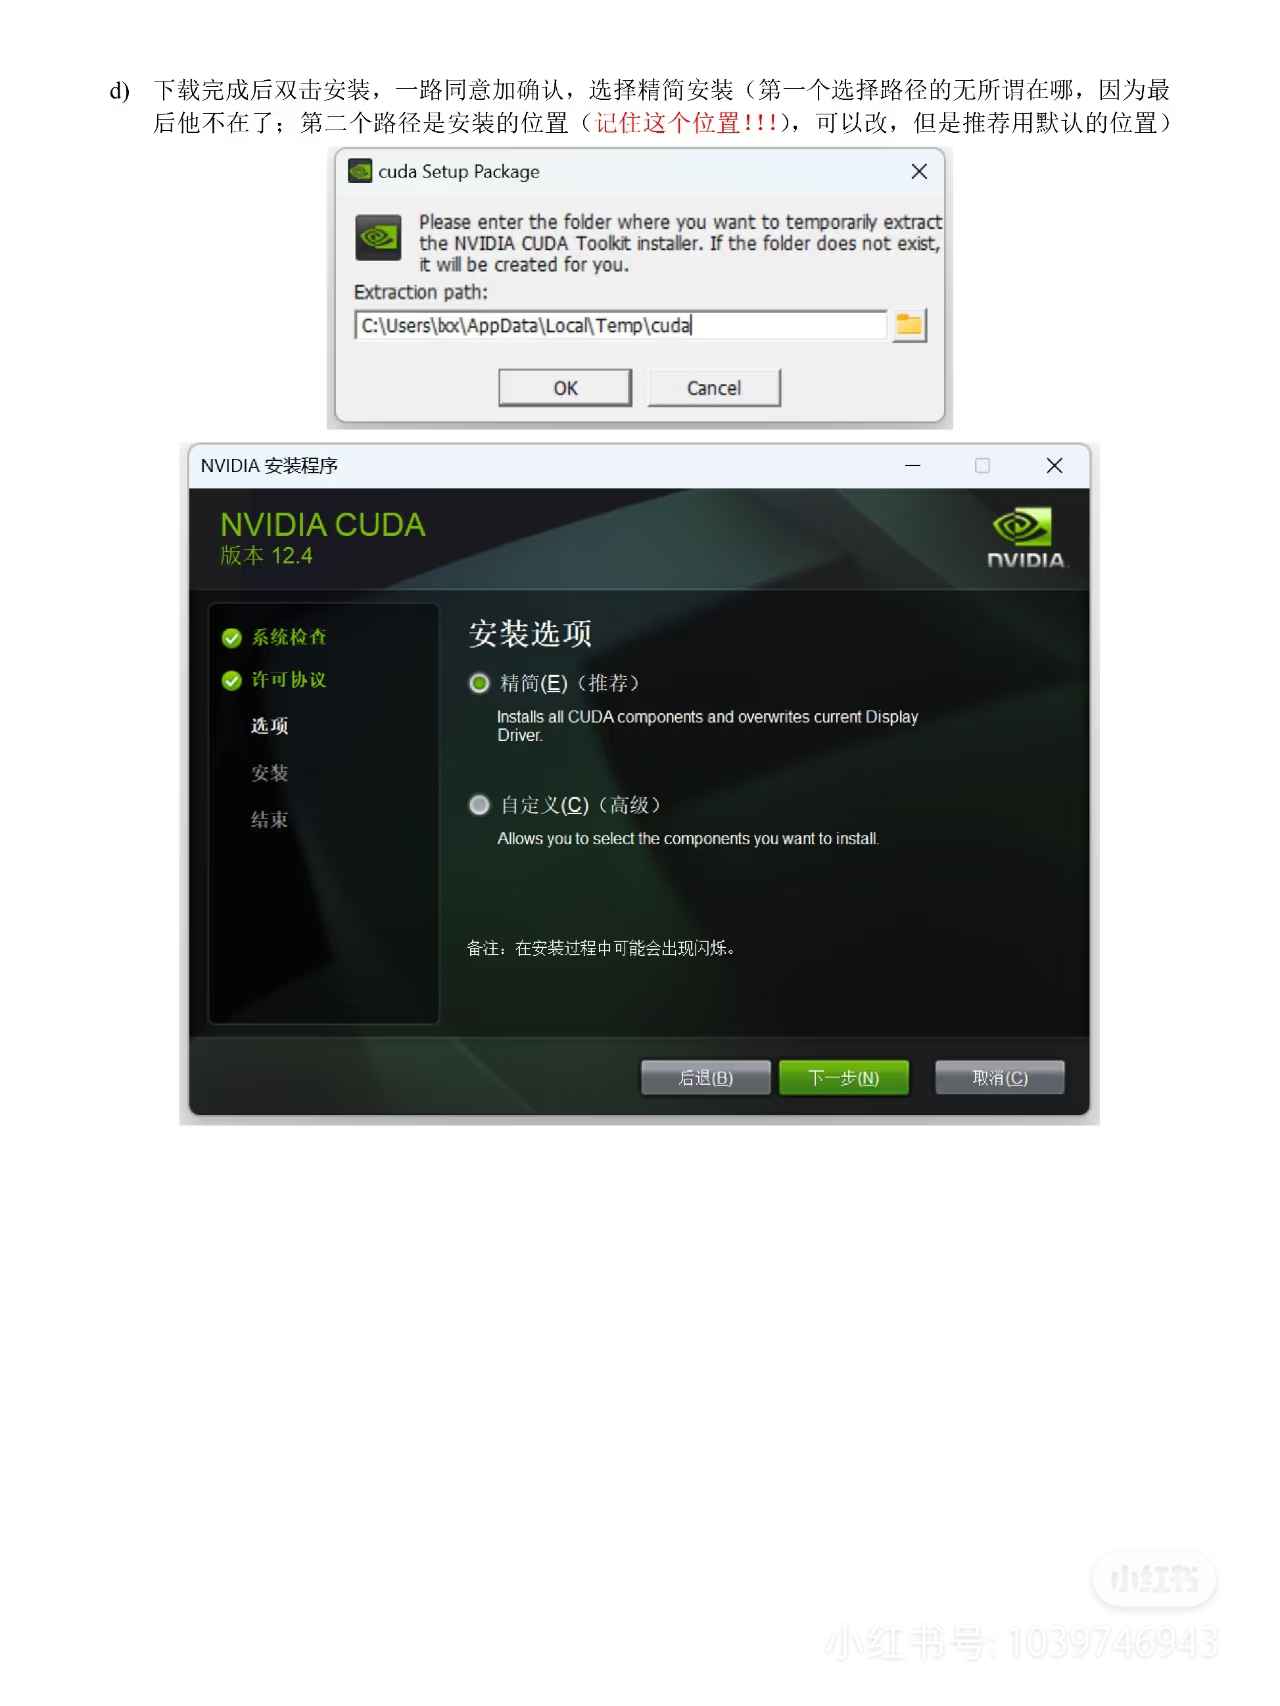 d) 下载完成后双击安装，一路同意加确认，选择精简安装（第一个选择路径的无所谓在哪，因为最
后他不在了；第二个路径是安装的位置（记住这个位置！！！），可以改，但是推荐用默认的位置）
cuda Setup Package
Please enter the folder where you want to temporarily extract
the NVIDIA CUDA Toolkit installer. If the folder does not exist,
it will be created for you.
Extraction path:
C:\Users\lxx\AppData\Local\Temp\cuda
OK Cancel
NVIDIA 安装程序
NVIDIA CUDA
版本 12.4
NVIDIA.
系统检查
许可协议
选项
安装
结束
安装选项
精简(E)（推荐）
Installs all CUDA components and overwrites current Display
Driver.
自定义(C)（高级）
Allows you to select the components you want to install.
备注：在安装过程中可能会出现闪烁。
后退(B) 下一步(N) 取消(C)
小红书
小红书号: 1039746943